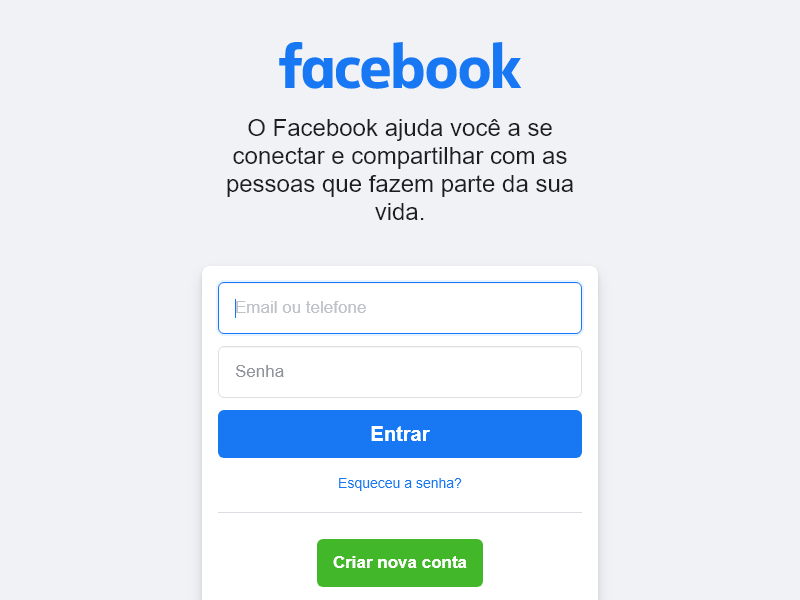 facebook
O Facebook ajuda você a se
conectar e compartilhar com as
pessoas que fazem parte da sua
vida.
Email ou telefone
Senha
Entrar
Esqueceu a senha?
Criar nova conta